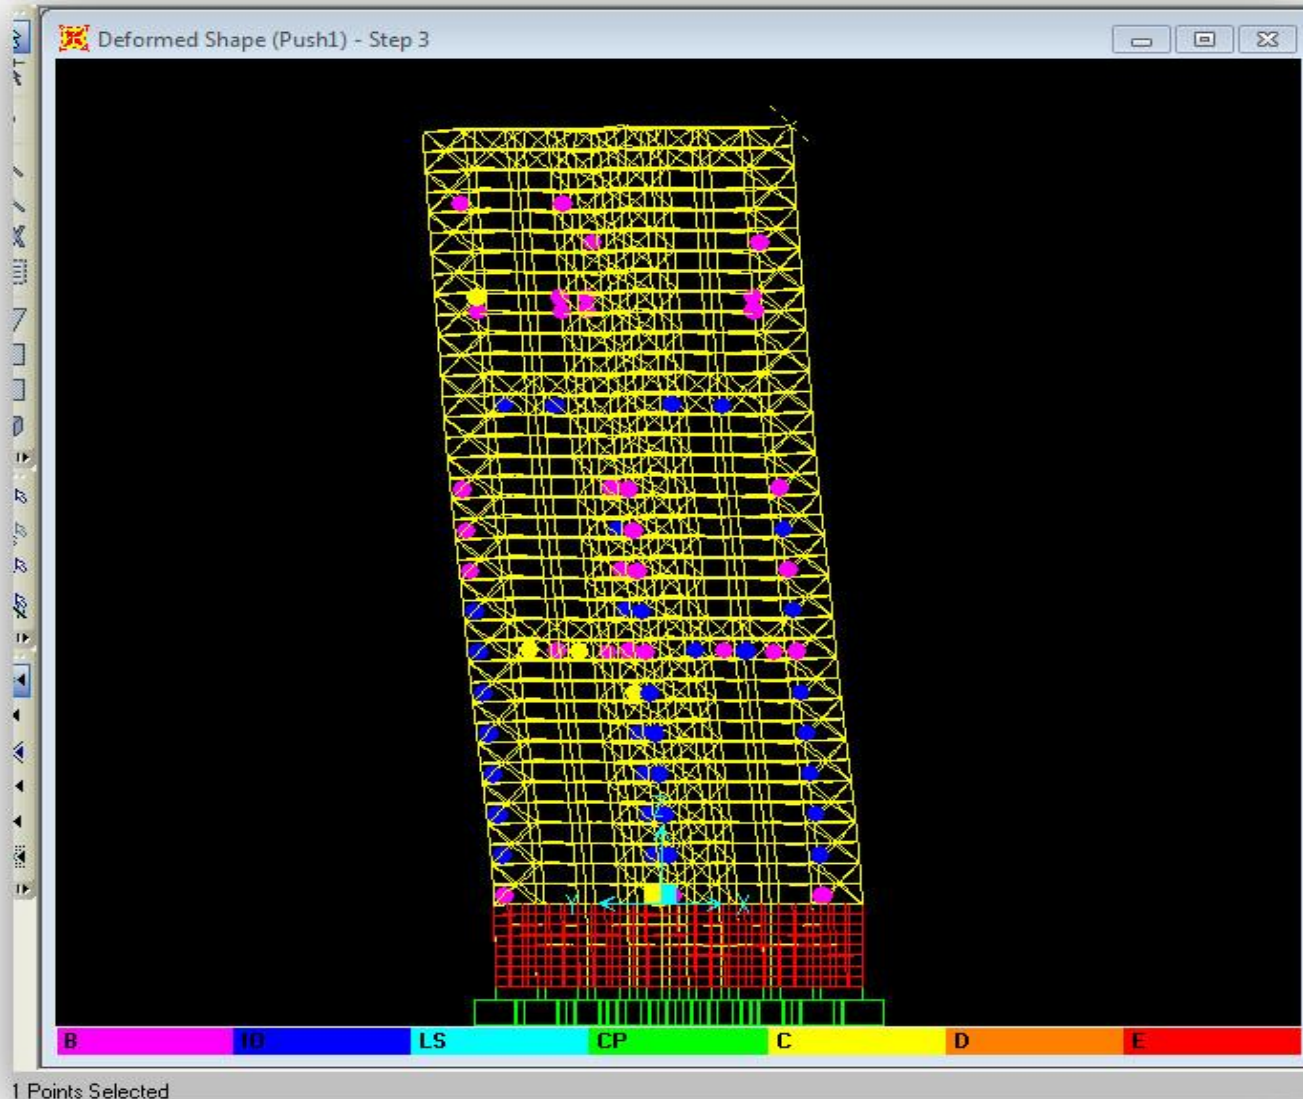 Deformed Shape (Push1) - Step 3
Y X
B IO LS CP C D E
1 Points Selected